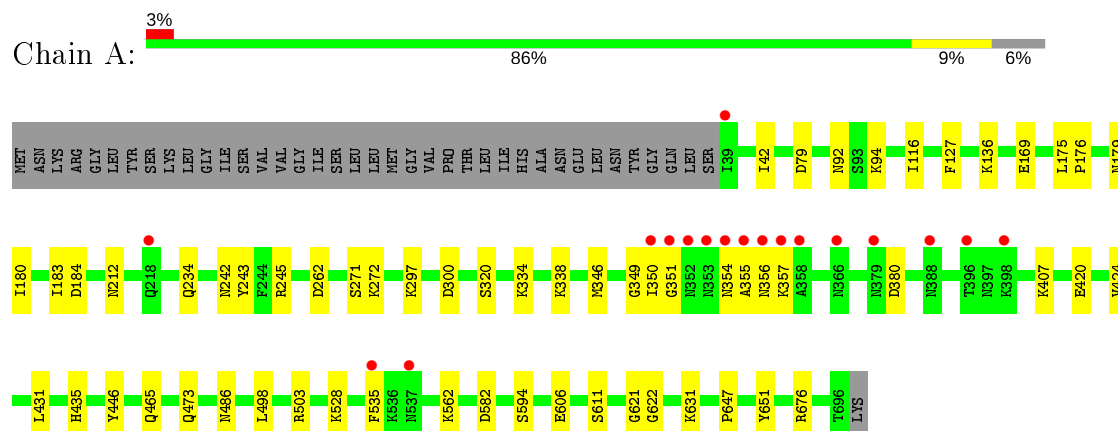 3%
Chain A:
86% 9% 6%
MET ASN LYS ARG GLY LEU TYR SER LYS LEU GLY ILE SER VAL VAL GLY ILE SER LEU LEU MET GLY VAL PRO THR LEU ILE HIS ALA ASN GLU LEU ASN TYR GLY GLN LEU SER I39 I42 D79 N92 S93 K94 I116 F127 K136 E169 L175 P176 N179
I180 I183 D184 N212 Q218 Q234 N242 Y243 F244 R245 D262 S271 K272 K297 D300 S320 K334 K338 M346 G349 I350 G351 N352 N353 N354 A355 N356 K357 A358 N366 N379 D380 N388 T396 N397 K398 K407 E420
L431 H435 Y446 Q465 Q473 N486 L498 R503 K528 F535 K536 N537 K562 D582 S594 E606 S611 G621 G622 K631 P647 Y651 R676 T696 LYS